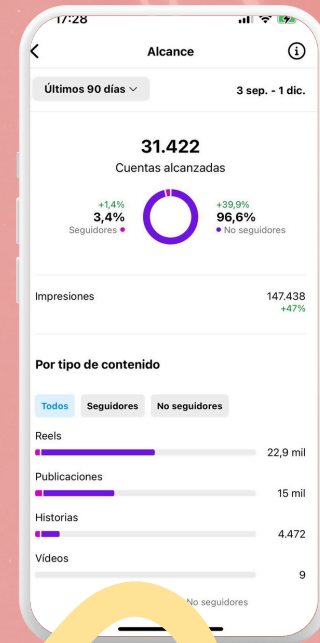 17:28
Alcance
Últimos 90 días
3 sep. - 1 dic.
31.422
Cuentas alcanzadas
+1,4%
3,4%
Seguidores
+39,9%
96,6%
No seguidores
Impresiones
147.438
+47%
Por tipo de contenido
Todos Seguidores No seguidores
Reels
22,9 mil
Publicaciones
15 mil
Historias
4.472
Vídeos
9
No seguidores